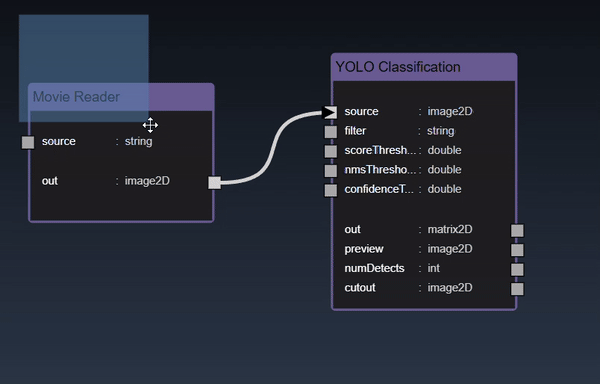 Movie Reader
source : string
out : image2D
YOLO Classification
source : image2D
filter : string
scoreThresh... : double
nmsThresho... : double
confidenceT... : double
out : matrix2D
preview : image2D
numDetects : int
cutout : image2D